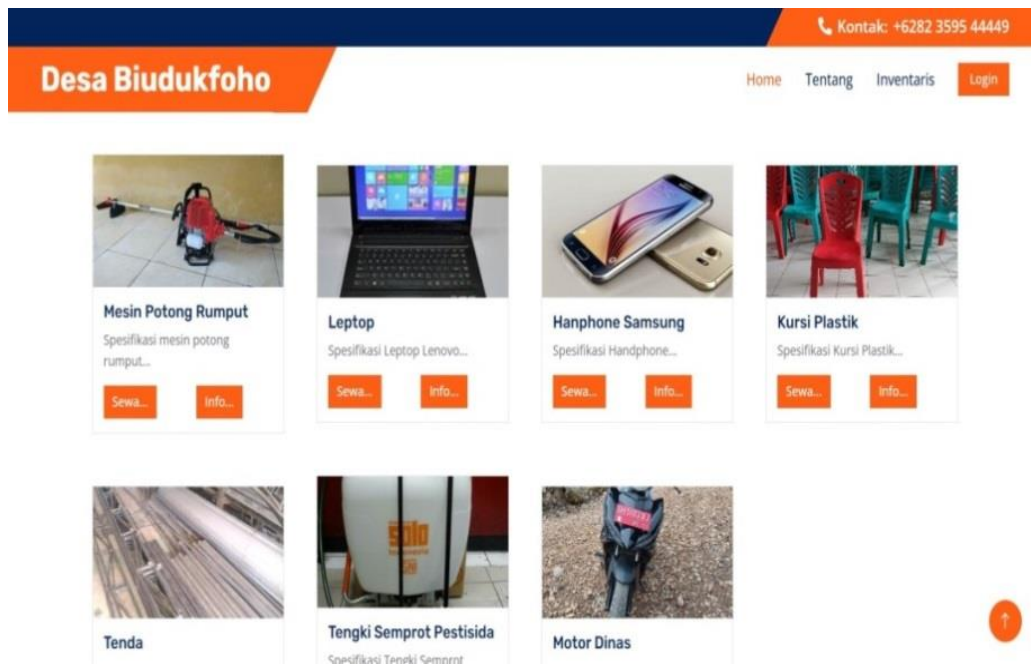 Kontak: +6282 3595 44449
Desa Biudukfoho
Home Tentang Inventaris Login
Mesin Potong Rumput
Spesifikasi mesin potong
rumput...
Sewa... Info...
Leptop
Spesifikasi Leptop Lenovo...
Sewa... Info...
Hanphone Samsung
Spesifikasi Handphone...
Sewa... Info...
Kursi Plastik
Spesifikasi Kursi Plastik...
Sewa... Info...
Tenda
solo
Tengki Semprot Pestisida
Spesifikasi Tengki Semprot
Motor Dinas